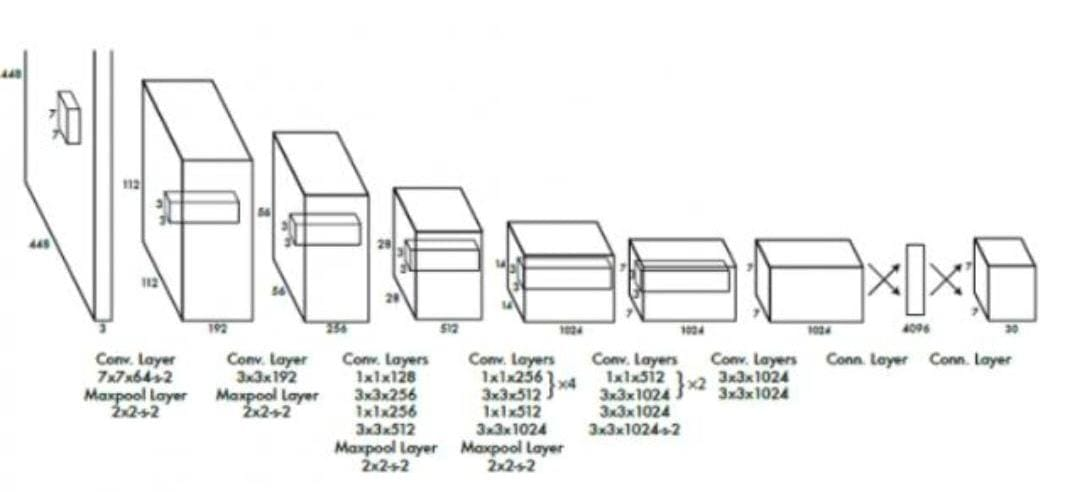 448
7
7
448
3
112
3
3
112
192
56
3
3
56
256
28
3
3
28
512
14
3
3
14
1024
7
3
3
7
1024
7
7
1024
4096
7
7
30
Conv. Layer
7x7x64-s-2
Maxpool Layer
2x2-s-2
Conv. Layer
3x3x192
Maxpool Layer
2x2-s-2
Conv. Layers
1x1x128
3x3x256
1x1x256
3x3x512
Maxpool Layer
2x2-s-2
Conv. Layers
1x1x256
3x3x512 }x4
1x1x512
3x3x1024
Maxpool Layer
2x2-s-2
Conv. Layers
1x1x512
3x3x1024 }x2
3x3x1024
3x3x1024-s-2
Conv. Layers
3x3x1024
3x3x1024
Conn. Layer
Conn. Layer